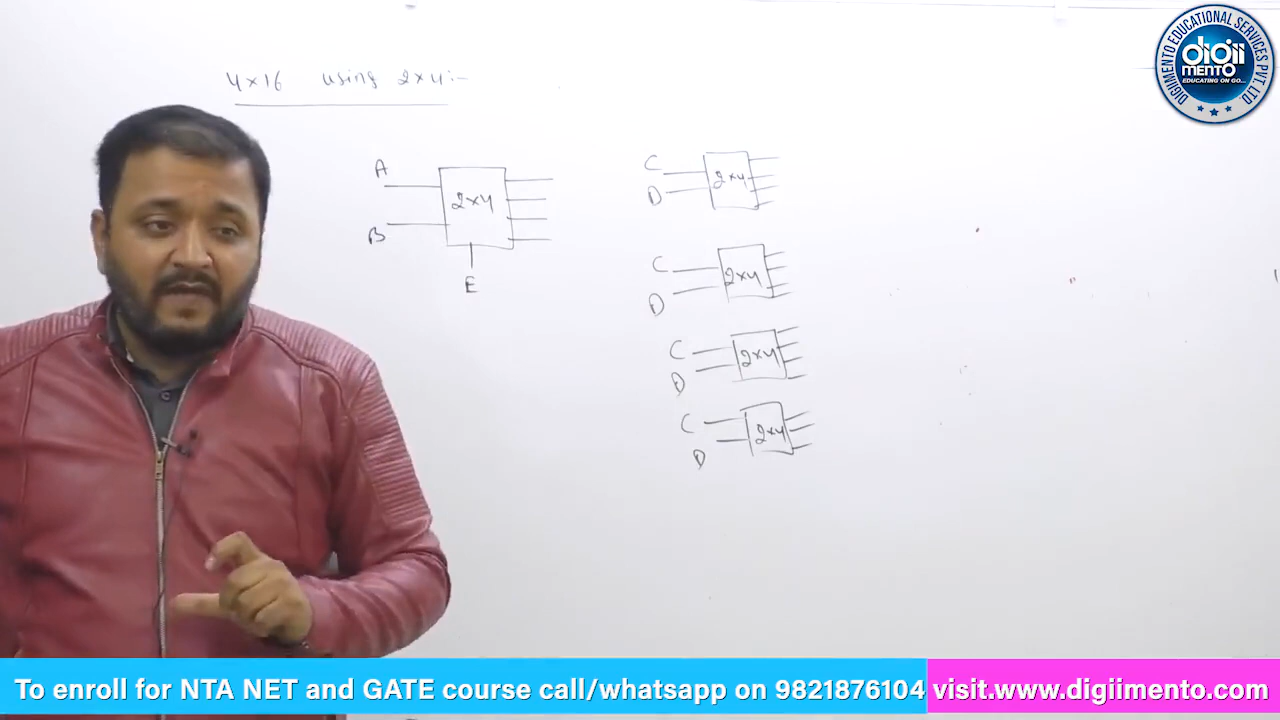 4×16 using 2×4:-
A
B
2×4
E
C
D
2×4
C
D
2×4
C
D
2×4
C
D
2×4
DIGIIMENTO EDUCATIONAL SERVICES PVT. LTD
digii
MENTO
EDUCATING ON GO...
To enroll for NTA NET and GATE course call/whatsapp on 9821876104 visit.www.digiimento.com